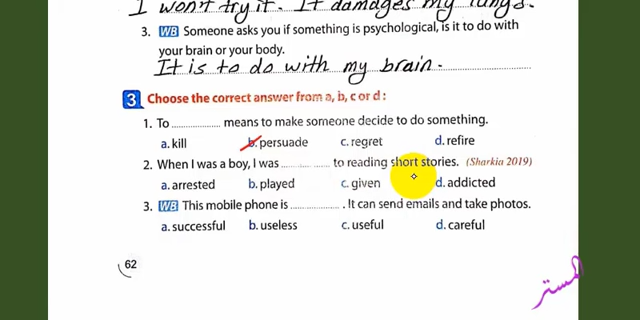 I won't try it. It damages my lungs.
3. WB Someone asks you if something is psychological, is it to do with
your brain or your body.
It is to do with my brain.
3 Choose the correct answer from a, b, c or d :
1. To .............. means to make someone decide to do something.
a. kill b. persuade c. regret d. refire
2. When I was a boy, I was .............. to reading short stories. (Sharkia 2019)
a. arrested b. played c. given d. addicted
3. WB This mobile phone is .............. . It can send emails and take photos.
a. successful b. useless c. useful d. careful
62
المستر